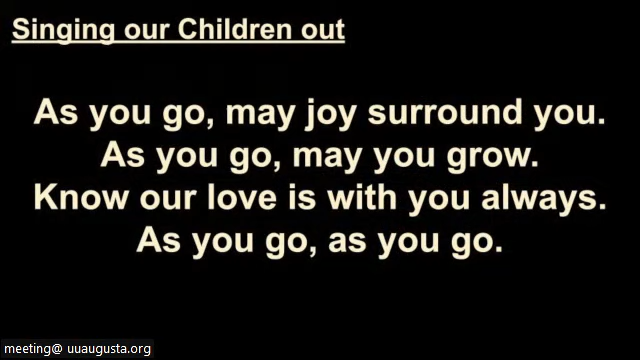 Singing our Children out
As you go, may joy surround you.
As you go, may you grow.
Know our love is with you always.
As you go, as you go.
meeting@ uuaugusta.org